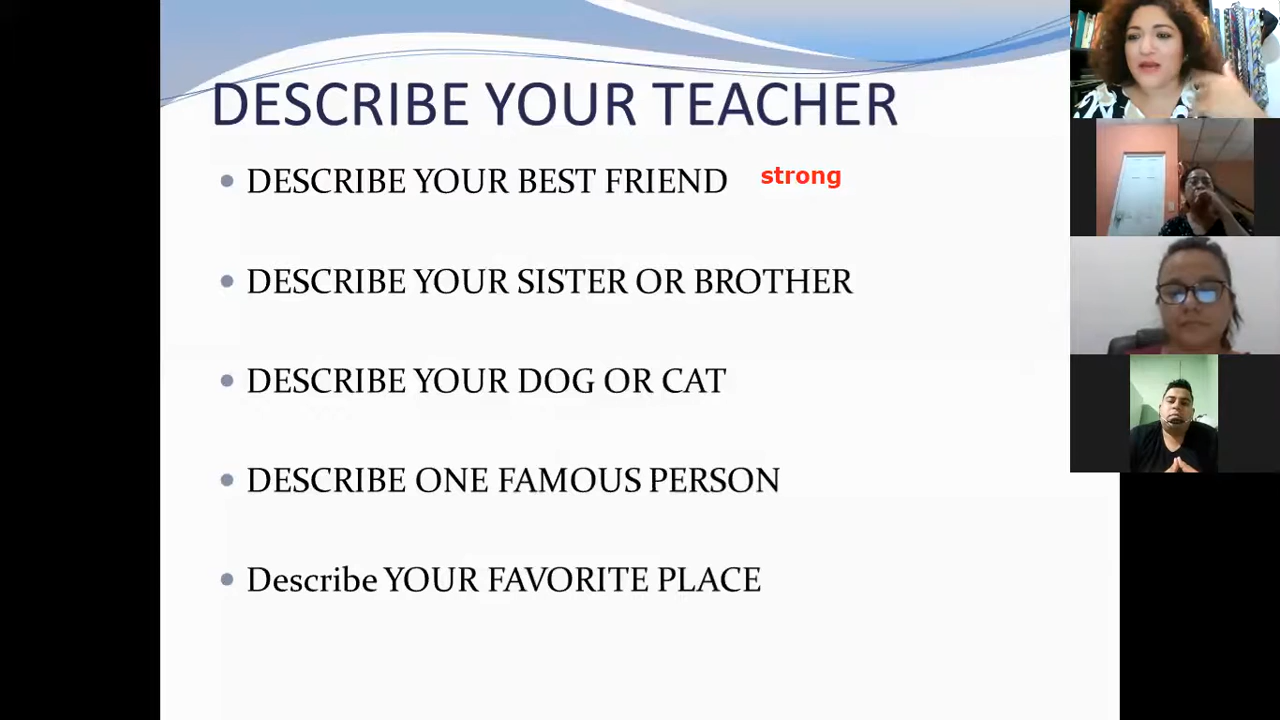 DESCRIBE YOUR TEACHER
DESCRIBE YOUR BEST FRIEND strong
DESCRIBE YOUR SISTER OR BROTHER
DESCRIBE YOUR DOG OR CAT
DESCRIBE ONE FAMOUS PERSON
Describe YOUR FAVORITE PLACE